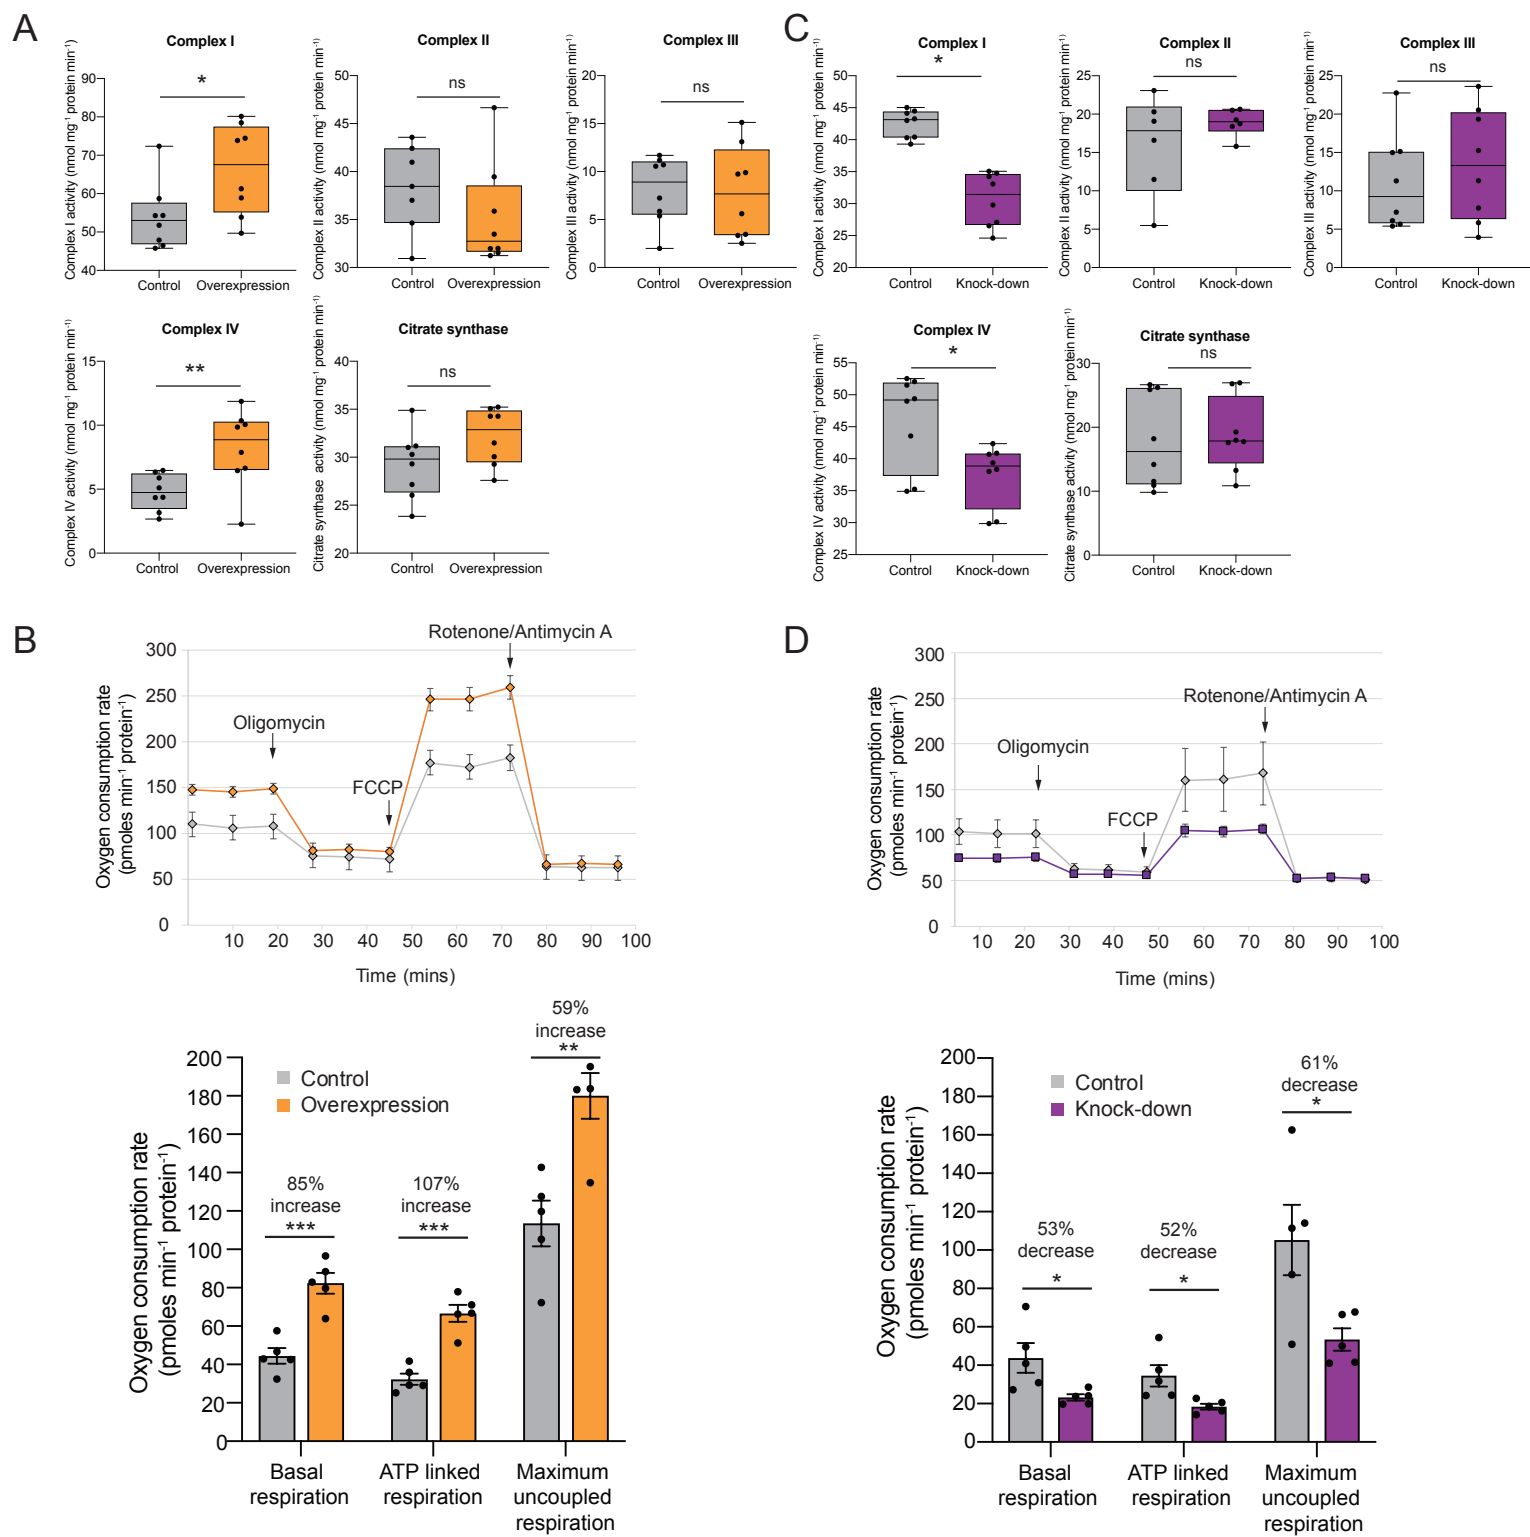 A
Complex I
Complex I activity (nmol mg⁻¹ protein min⁻¹)
90
80
70
60
50
40
*
Control
Overexpression
Complex II
Complex II activity (nmol mg⁻¹ protein min⁻¹)
50
45
40
35
30
ns
Control
Overexpression
Complex III
Complex III activity (nmol mg⁻¹ protein min⁻¹)
20
15
10
5
0
ns
Control
Overexpression
Complex IV
Complex IV activity (nmol mg⁻¹ protein min⁻¹)
15
10
5
0
**
Control
Overexpression
Citrate synthase
Citrate synthase activity (nmol mg⁻¹ protein min⁻¹)
40
35
30
25
20
ns
Control
Overexpression
C
Complex I
Complex I activity (nmol mg⁻¹ protein min⁻¹)
50
45
40
35
30
25
20
*
Control
Knock-down
Complex II
Complex II activity (nmol mg⁻¹ protein min⁻¹)
25
20
15
10
5
0
ns
Control
Knock-down
Complex III
Complex III activity (nmol mg⁻¹ protein min⁻¹)
25
20
15
10
5
0
ns
Control
Knock-down
Complex IV
Complex IV activity (nmol mg⁻¹ protein min⁻¹)
55
50
45
40
35
30
25
*
Control
Knock-down
Citrate synthase
Citrate synthase activity (nmol mg⁻¹ protein min⁻¹)
30
20
10
0
ns
Control
Knock-down
B
Oxygen consumption rate
(pmoles min⁻¹ protein⁻¹)
300
250
200
150
100
50
0
Oligomycin
FCCP
Rotenone/Antimycin A
10 20 30 40 50 60 70 80 90 100
Time (mins)
Oxygen consumption rate
(pmoles min⁻¹ protein⁻¹)
200
180
160
140
120
100
80
60
40
20
0
Control
Overexpression
85%
increase
***
107%
increase
***
59%
increase
**
Basal
respiration
ATP linked
respiration
Maximum
uncoupled
respiration
D
Oxygen consumption rate
(pmoles min⁻¹ protein⁻¹)
300
250
200
150
100
50
0
Oligomycin
FCCP
Rotenone/Antimycin A
10 20 30 40 50 60 70 80 90 100
Time (mins)
Oxygen consumption rate
(pmoles min⁻¹ protein⁻¹)
200
180
160
140
120
100
80
60
40
20
0
Control
Knock-down
53%
decrease
*
52%
decrease
*
61%
decrease
*
Basal
respiration
ATP linked
respiration
Maximum
uncoupled
respiration